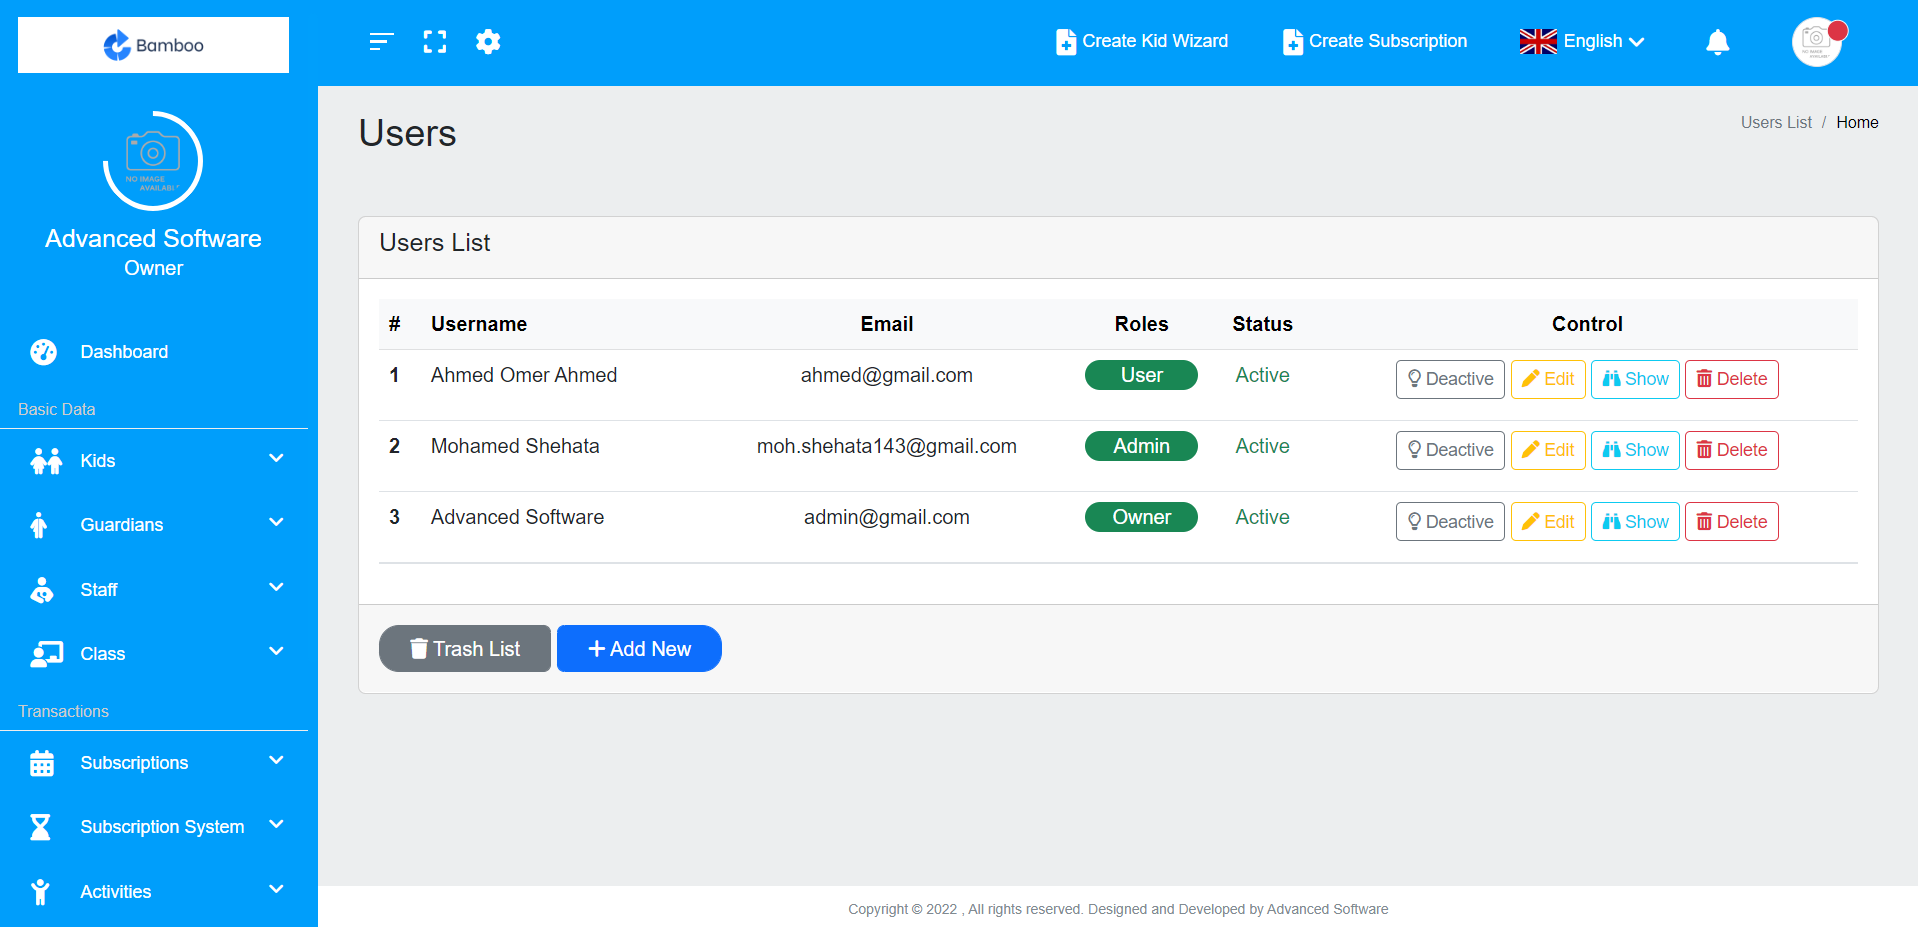 Bamboo
Create Kid Wizard
Create Subscription
English
NO IMAGE
Advanced Software
Owner
Dashboard
Basic Data
Kids
Guardians
Staff
Class
Transactions
Subscriptions
Subscription System
Activities
Users
Users List / Home
Users List
# Username Email Roles Status Control
1 Ahmed Omer Ahmed ahmed@gmail.com User Active Deactive Edit Show Delete
2 Mohamed Shehata moh.shehata143@gmail.com Admin Active Deactive Edit Show Delete
3 Advanced Software admin@gmail.com Owner Active Deactive Edit Show Delete
Trash List Add New
Copyright © 2022 , All rights reserved. Designed and Developed by Advanced Software